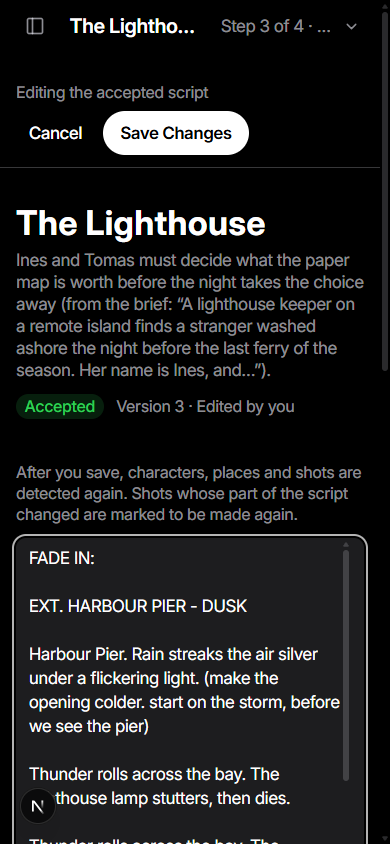 The Lightho...
Step 3 of 4 · ...
Editing the accepted script
Cancel
Save Changes
The Lighthouse
Ines and Tomas must decide what the paper
map is worth before the night takes the choice
away (from the brief: “A lighthouse keeper on
a remote island finds a stranger washed
ashore the night before the last ferry of the
season. Her name is Ines, and...”).
Accepted
Version 3 · Edited by you
After you save, characters, places and shots are
detected again. Shots whose part of the script
changed are marked to be made again.
FADE IN:
EXT. HARBOUR PIER - DUSK
Harbour Pier. Rain streaks the air silver
under a flickering light. (make the
opening colder. start on the storm, before
we see the pier)
Thunder rolls across the bay. The
thouse lamp stutters, then dies.
N